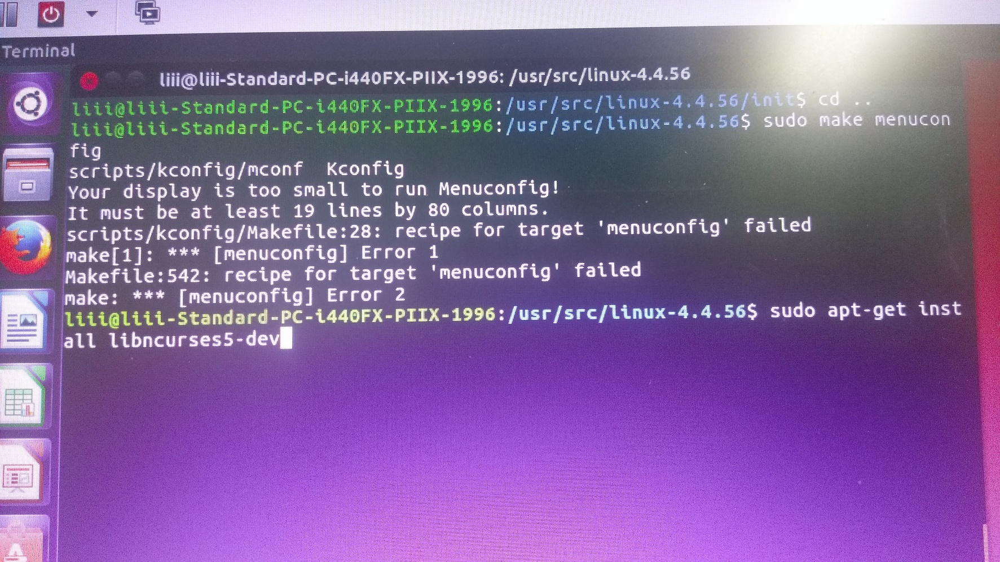 Terminal
liii@liii-Standard-PC-i440FX-PIIX-1996: /usr/src/linux-4.4.56
liii@liii-Standard-PC-i440FX-PIIX-1996:/usr/src/linux-4.4.56/init$ cd ..
liii@liii-Standard-PC-i440FX-PIIX-1996:/usr/src/linux-4.4.56$ sudo make menucon
fig
scripts/kconfig/mconf  Kconfig
Your display is too small to run Menuconfig!
It must be at least 19 lines by 80 columns.
scripts/kconfig/Makefile:28: recipe for target 'menuconfig' failed
make[1]: *** [menuconfig] Error 1
Makefile:542: recipe for target 'menuconfig' failed
make: *** [menuconfig] Error 2
liii@liii-Standard-PC-i440FX-PIIX-1996:/usr/src/linux-4.4.56$ sudo apt-get inst
all libncurses5-dev